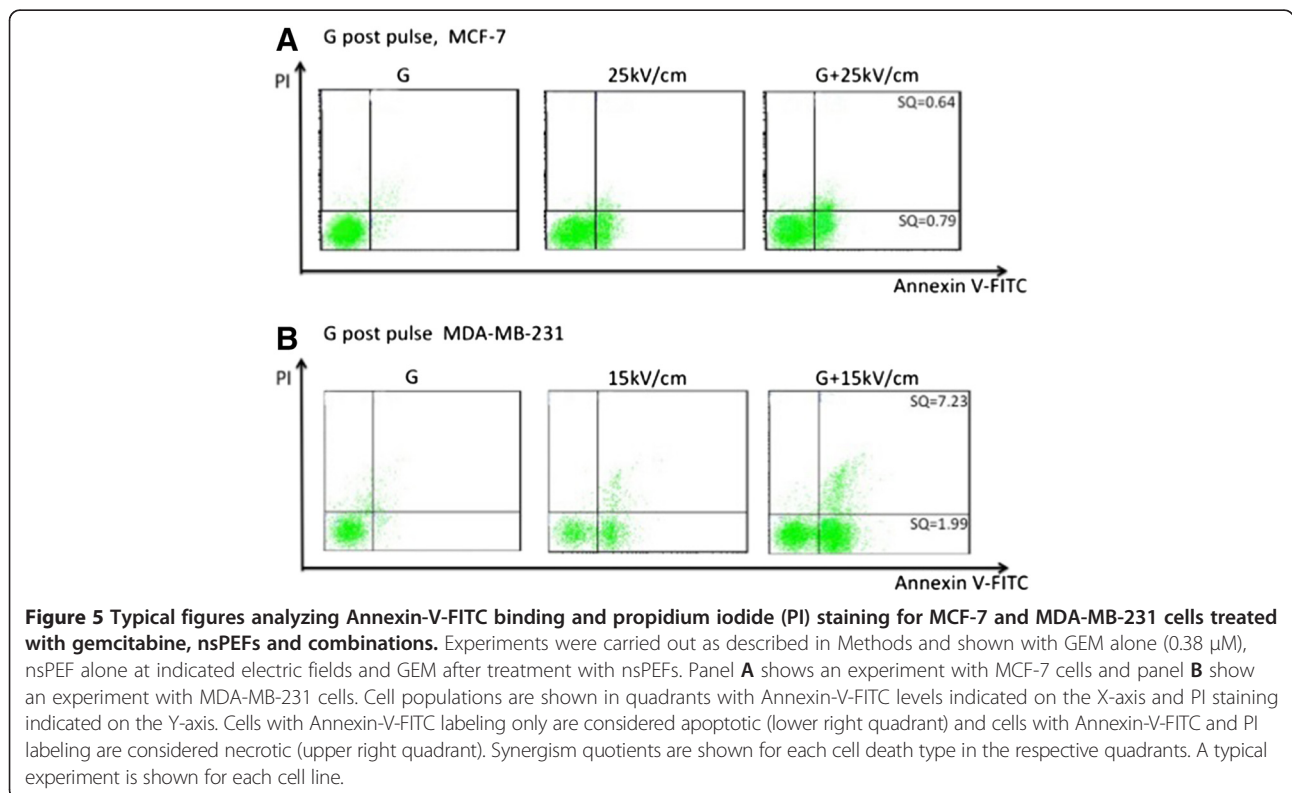 A G post pulse, MCF-7
PI
G 25kV/cm G+25kV/cm
SQ=0.64
SQ=0.79
Annexin V-FITC
B G post pulse MDA-MB-231
PI
G 15kV/cm G+15kV/cm
SQ=7.23
SQ=1.99
Annexin V-FITC
Figure 5 Typical figures analyzing Annexin-V-FITC binding and propidium iodide (PI) staining for MCF-7 and MDA-MB-231 cells treated
with gemcitabine, nsPEFs and combinations. Experiments were carried out as described in Methods and shown with GEM alone (0.38 μM),
nsPEF alone at indicated electric fields and GEM after treatment with nsPEFs. Panel A shows an experiment with MCF-7 cells and panel B show
an experiment with MDA-MB-231 cells. Cell populations are shown in quadrants with Annexin-V-FITC levels indicated on the X-axis and PI staining
indicated on the Y-axis. Cells with Annexin-V-FITC labeling only are considered apoptotic (lower right quadrant) and cells with Annexin-V-FITC and PI
labeling are considered necrotic (upper right quadrant). Synergism quotients are shown for each cell death type in the respective quadrants. A typical
experiment is shown for each cell line.